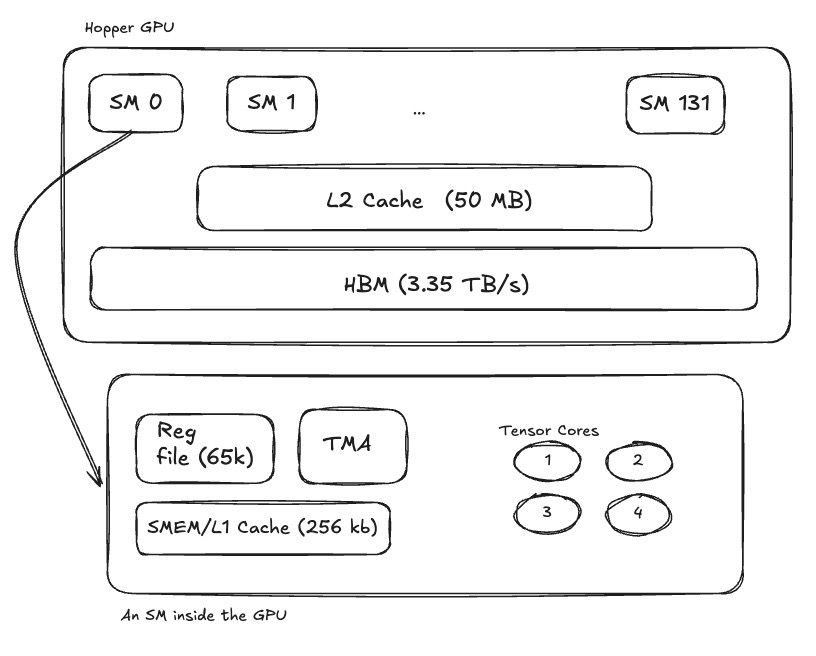 Hopper GPU
SM 0
SM 1
...
SM 131
L2 Cache (50 MB)
HBM (3.35 TB/s)
Reg
file (65k)
TMA
Tensor Cores
1
2
SMEM/L1 Cache (256 kb)
3
4
An SM inside the GPU